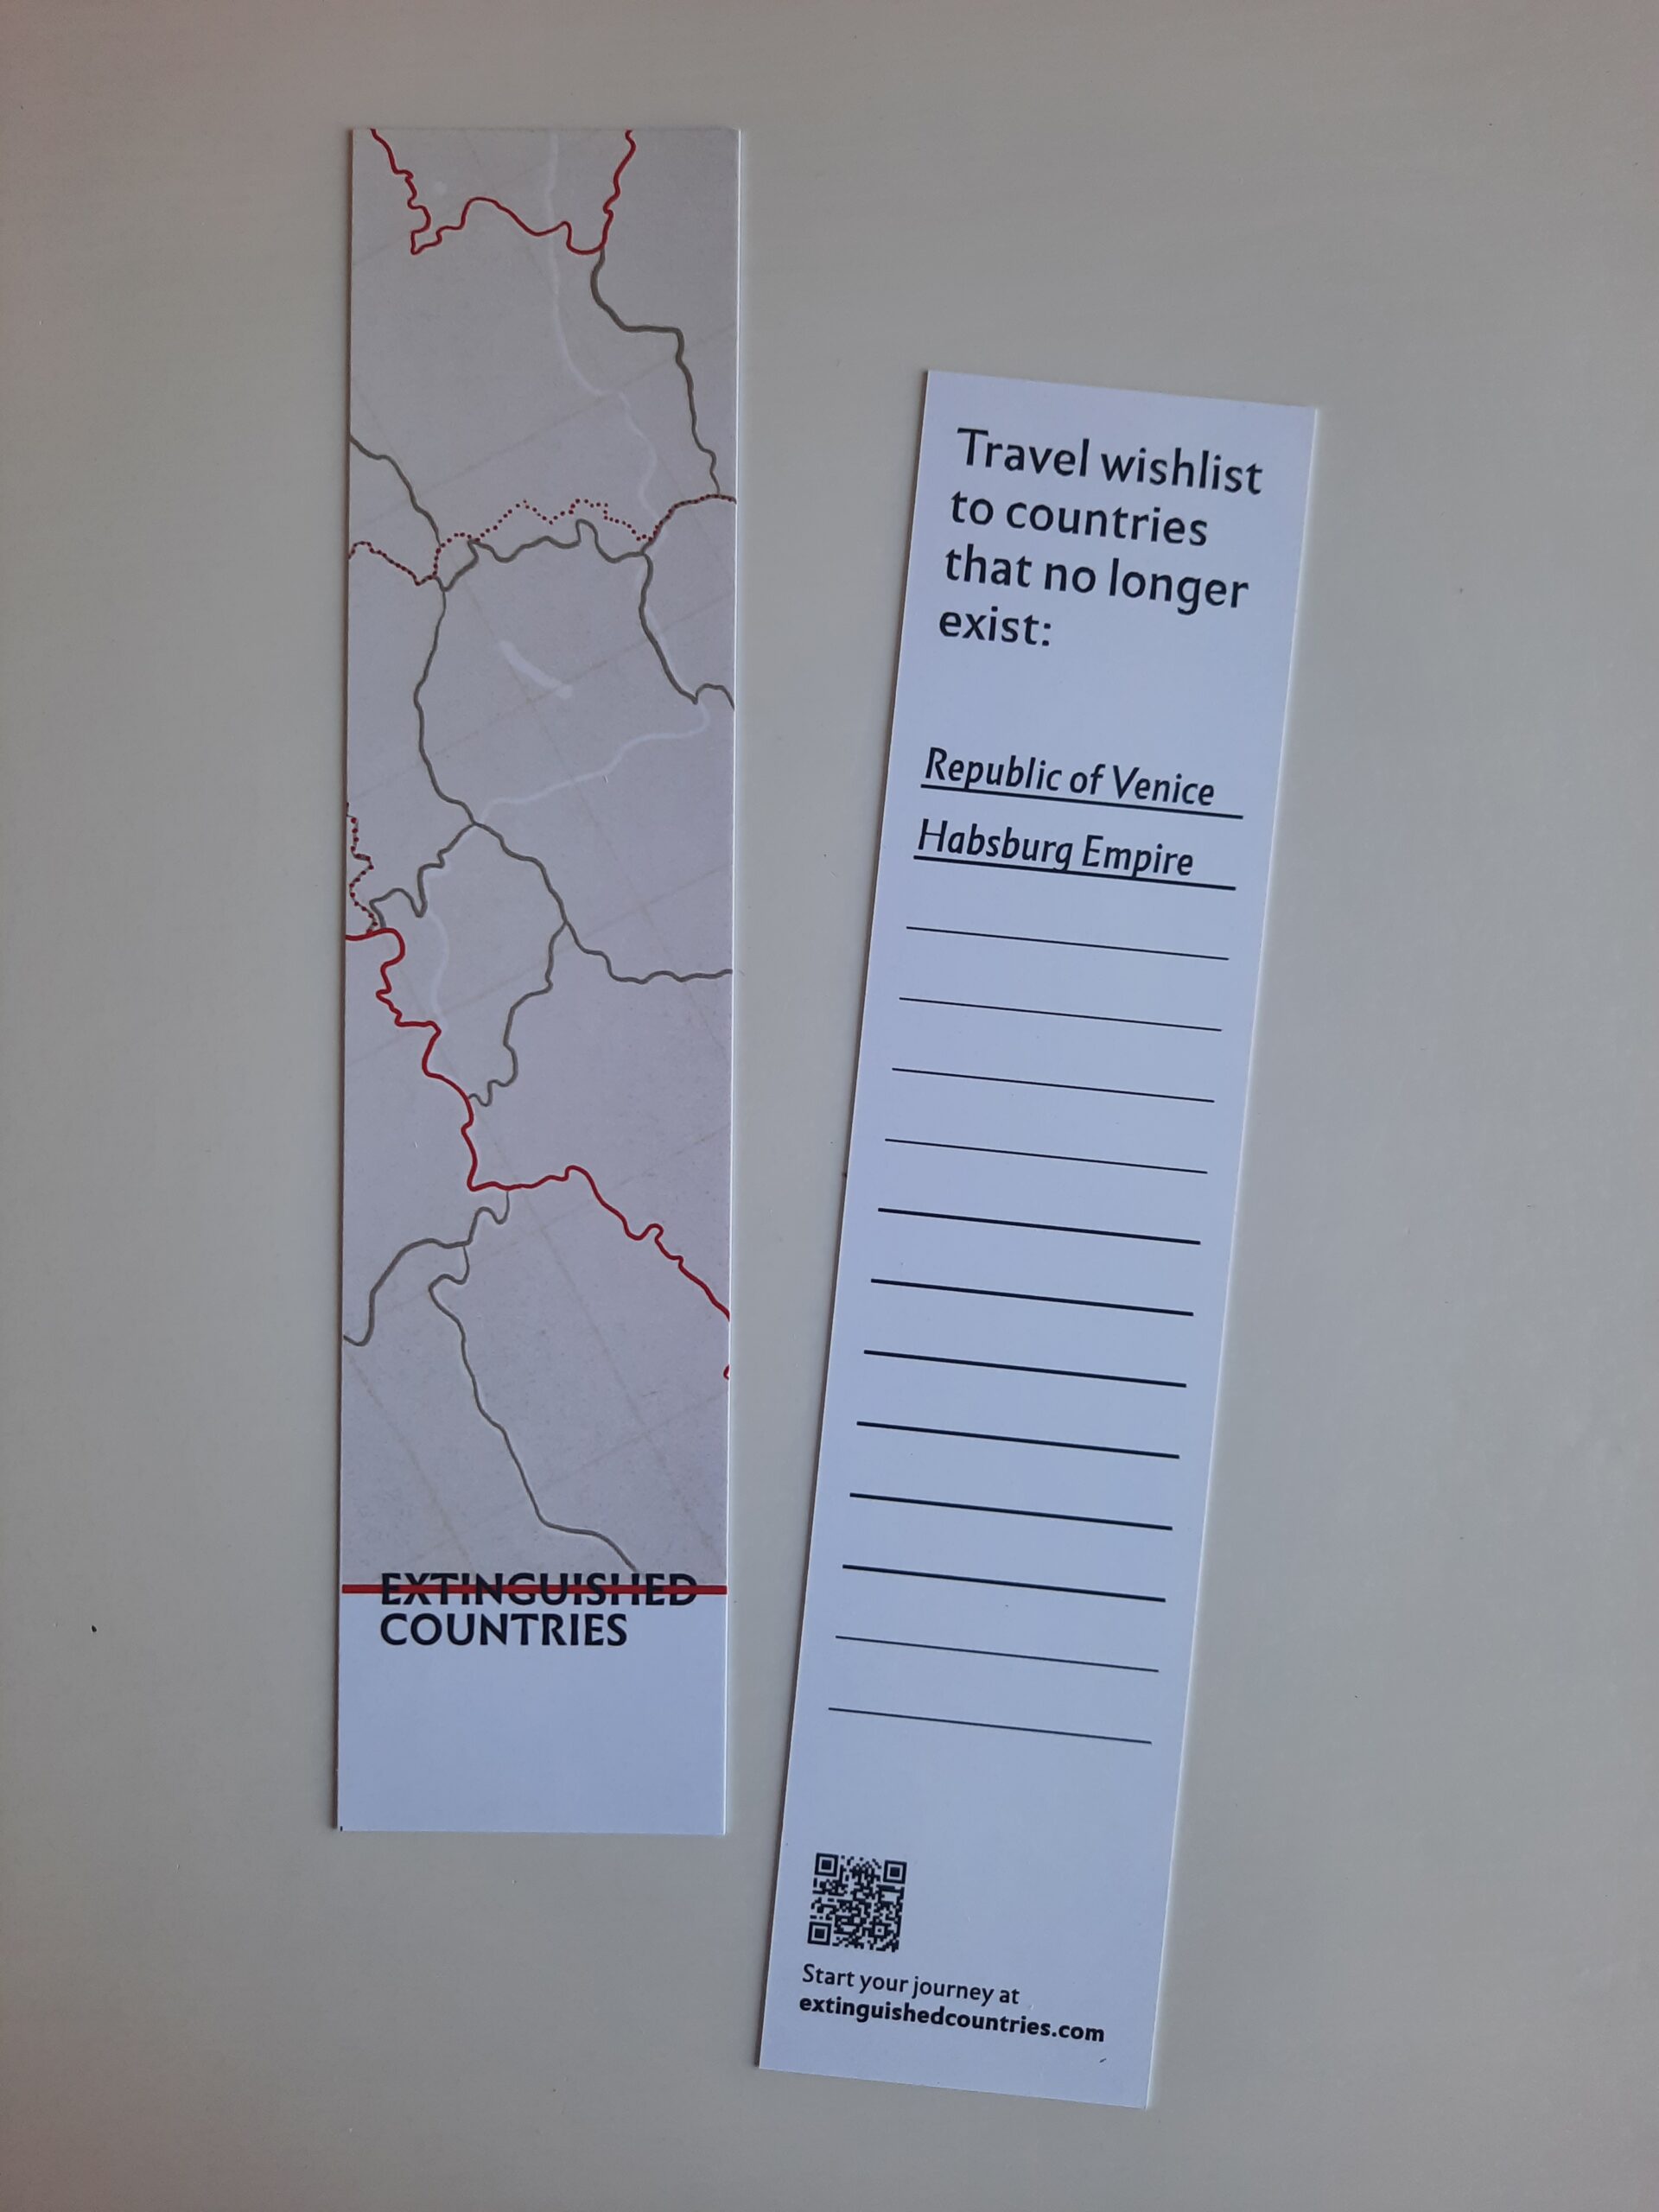 EXTINGUISHED
COUNTRIES
Travel wishlist
to countries
that no longer
exist:
Republic of Venice
Habsburg Empire
Start your journey at
extinguishedcountries.com